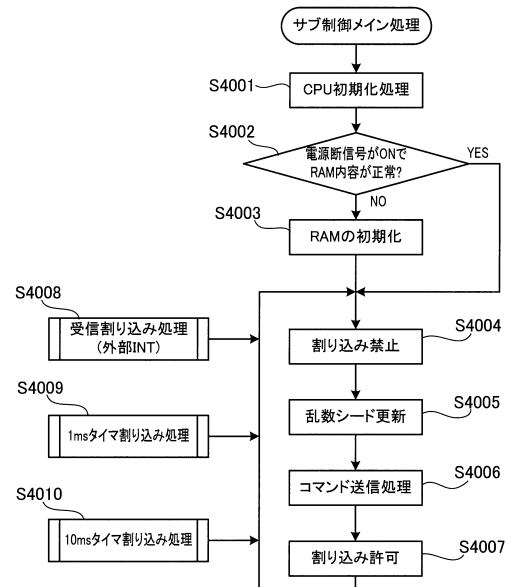 サブ制御メイン処理
S4001
CPU初期化処理
S4002
電源断信号がONで
RAM内容が正常?
YES
NO
S4003
RAMの初期化
S4008
受信割り込み処理
(外部INT)
S4004
割り込み禁止
S4009
1msタイマ割り込み処理
S4005
乱数シード更新
S4006
コマンド送信処理
S4010
10msタイマ割り込み処理
S4007
割り込み許可